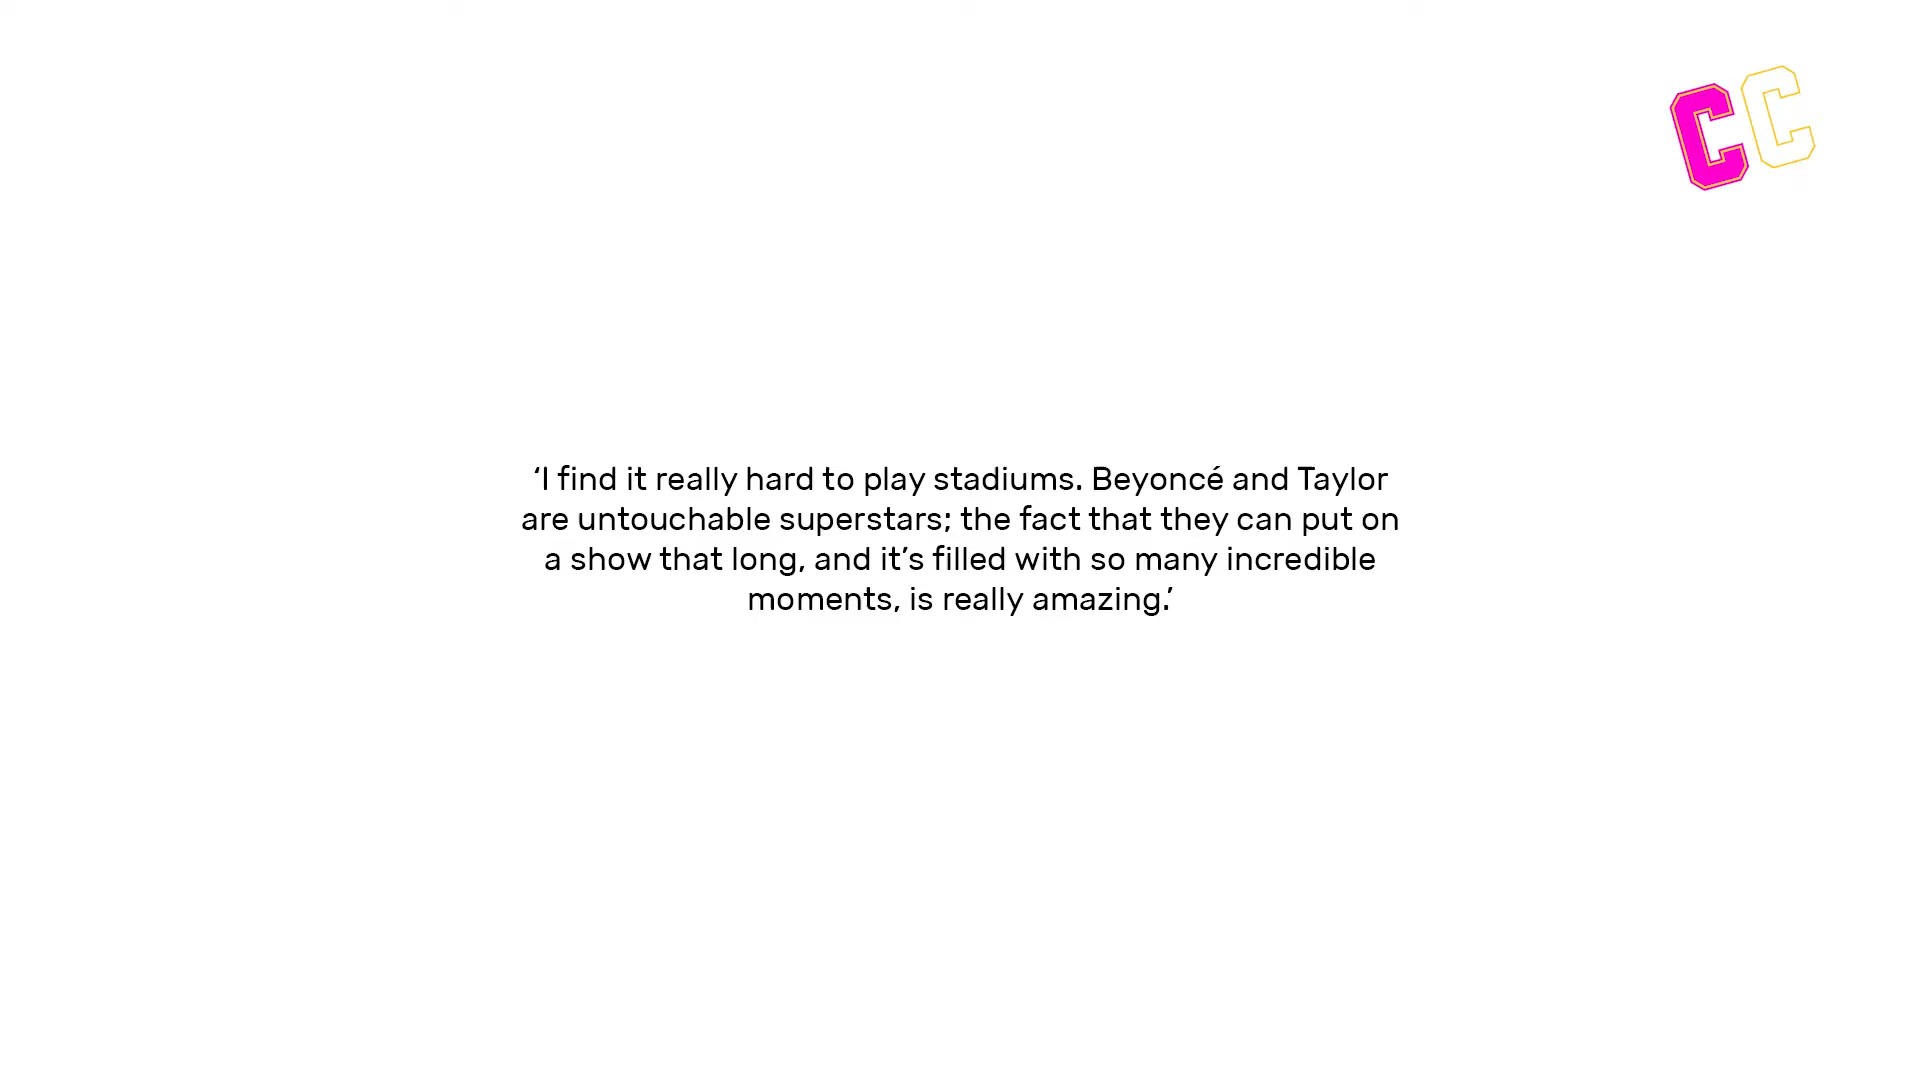 CC
‘I find it really hard to play stadiums. Beyoncé and Taylor
are untouchable superstars; the fact that they can put on
a show that long, and it’s filled with so many incredible
moments, is really amazing.’